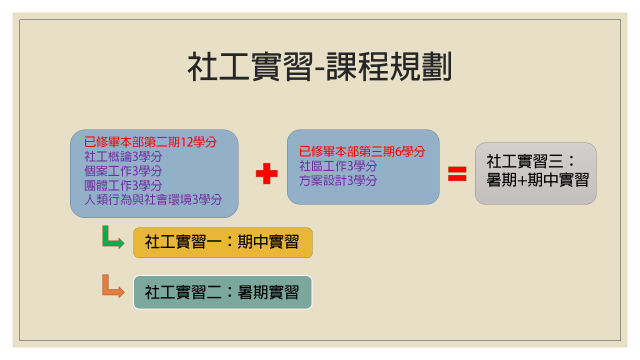 社工實習-課程規劃
已修畢本部第二期12學分
社工概論3學分
個案工作3學分
團體工作3學分
人類行為與社會環境3學分
已修畢本部第三期6學分
社區工作3學分
方案設計3學分
社工實習三：
暑期+期中實習
社工實習一：期中實習
社工實習二：暑期實習